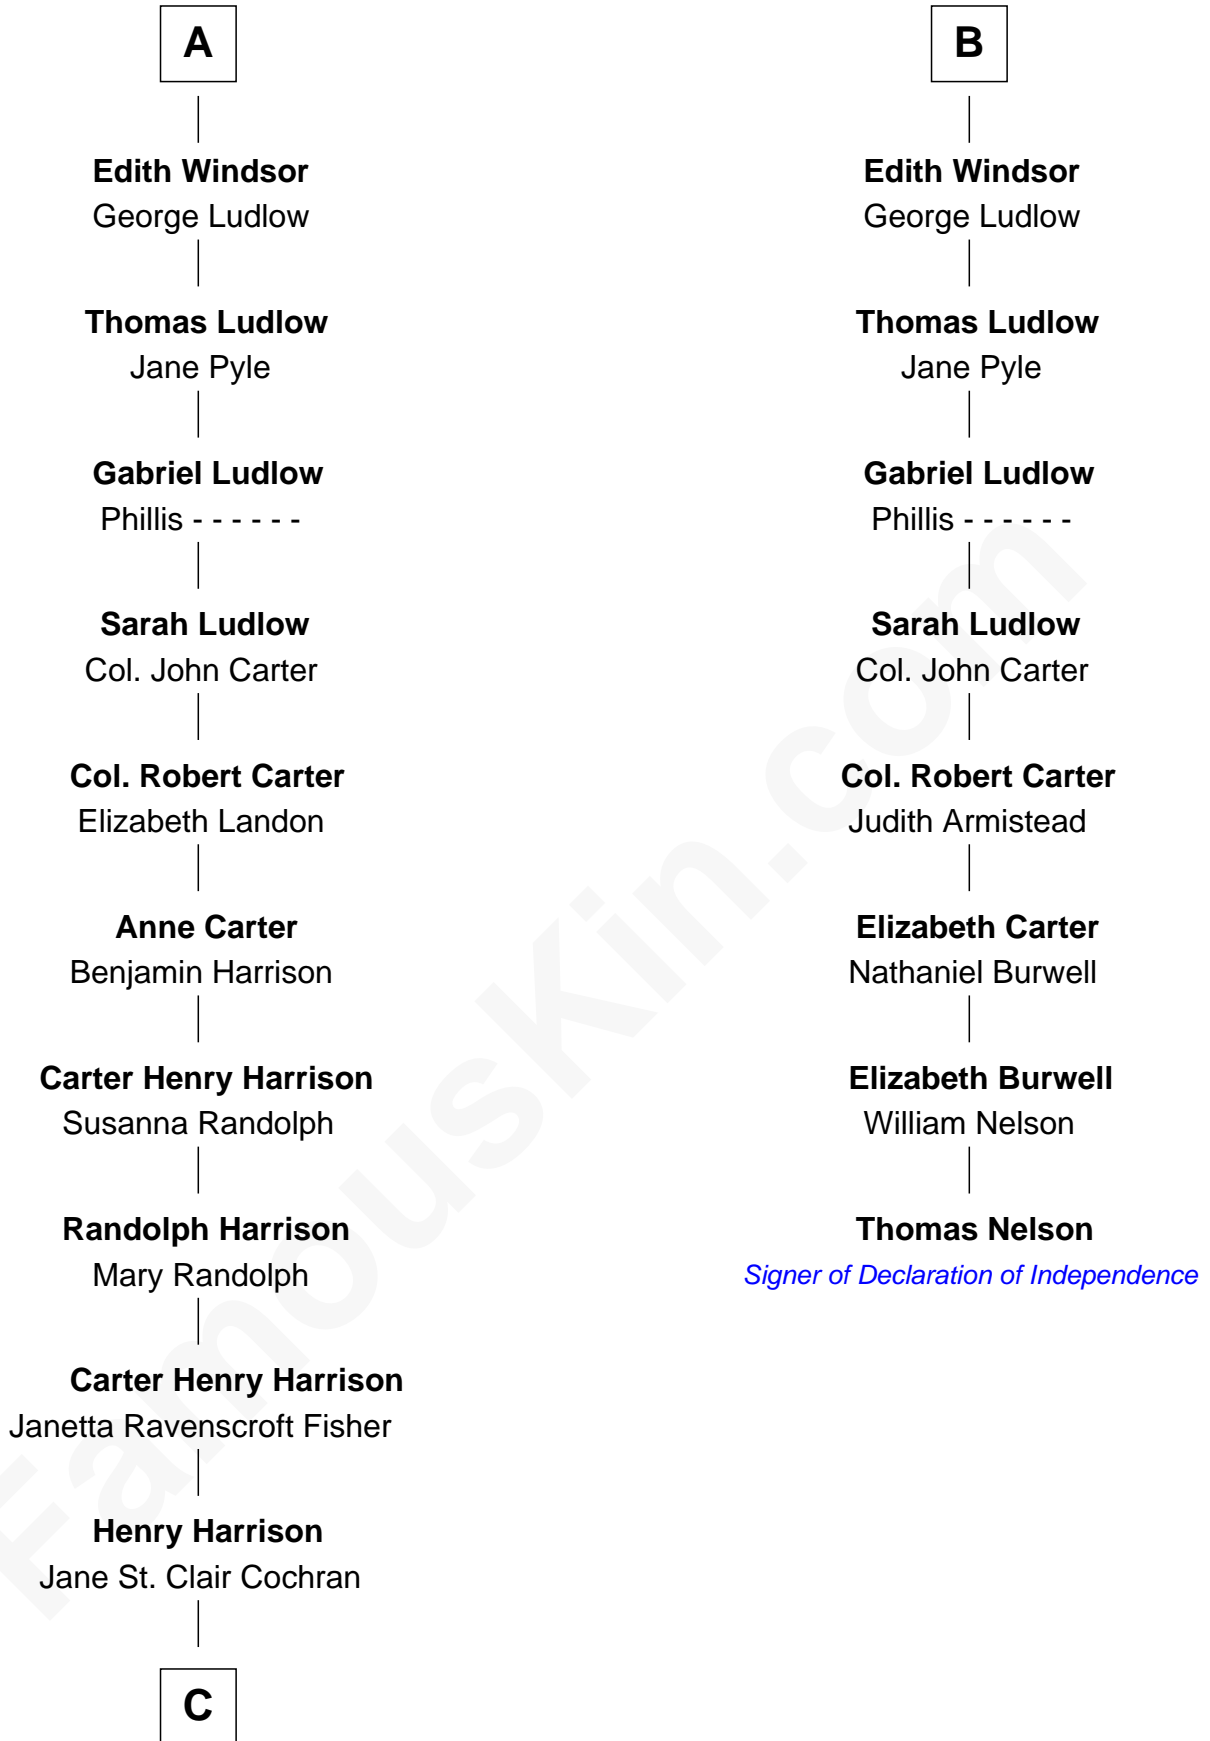 A
Edith Windsor
George Ludlow
Thomas Ludlow
Jane Pyle
Gabriel Ludlow
Phillis - - - - - -
Sarah Ludlow
Col. John Carter
Col. Robert Carter
Elizabeth Landon
Anne Carter
Benjamin Harrison
Carter Henry Harrison
Susanna Randolph
Randolph Harrison
Mary Randolph
Carter Henry Harrison
Janetta Ravenscroft Fisher
Henry Harrison
Jane St. Clair Cochran
C
B
Edith Windsor
George Ludlow
Thomas Ludlow
Jane Pyle
Gabriel Ludlow
Phillis - - - - - -
Sarah Ludlow
Col. John Carter
Col. Robert Carter
Judith Armistead
Elizabeth Carter
Nathaniel Burwell
Elizabeth Burwell
William Nelson
Thomas Nelson
Signer of Declaration of Independence
FamousKin.com